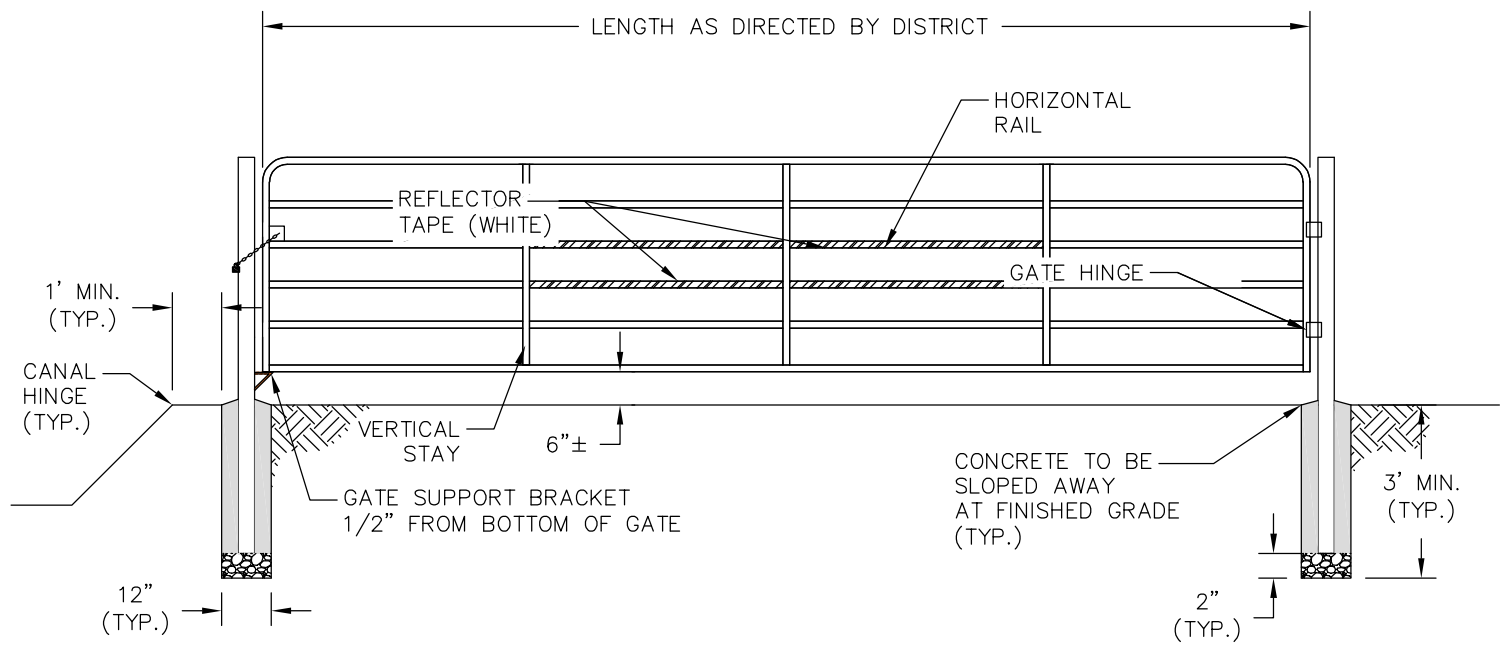 LENGTH AS DIRECTED BY DISTRICT
HORIZONTAL
RAIL
REFLECTOR
TAPE (WHITE)
GATE HINGE
1' MIN.
(TYP.)
CANAL
HINGE
(TYP.)
VERTICAL
STAY
6"±
GATE SUPPORT BRACKET
1/2" FROM BOTTOM OF GATE
CONCRETE TO BE
SLOPED AWAY
AT FINISHED GRADE
(TYP.)
3' MIN.
(TYP.)
12"
(TYP.)
2"
(TYP.)